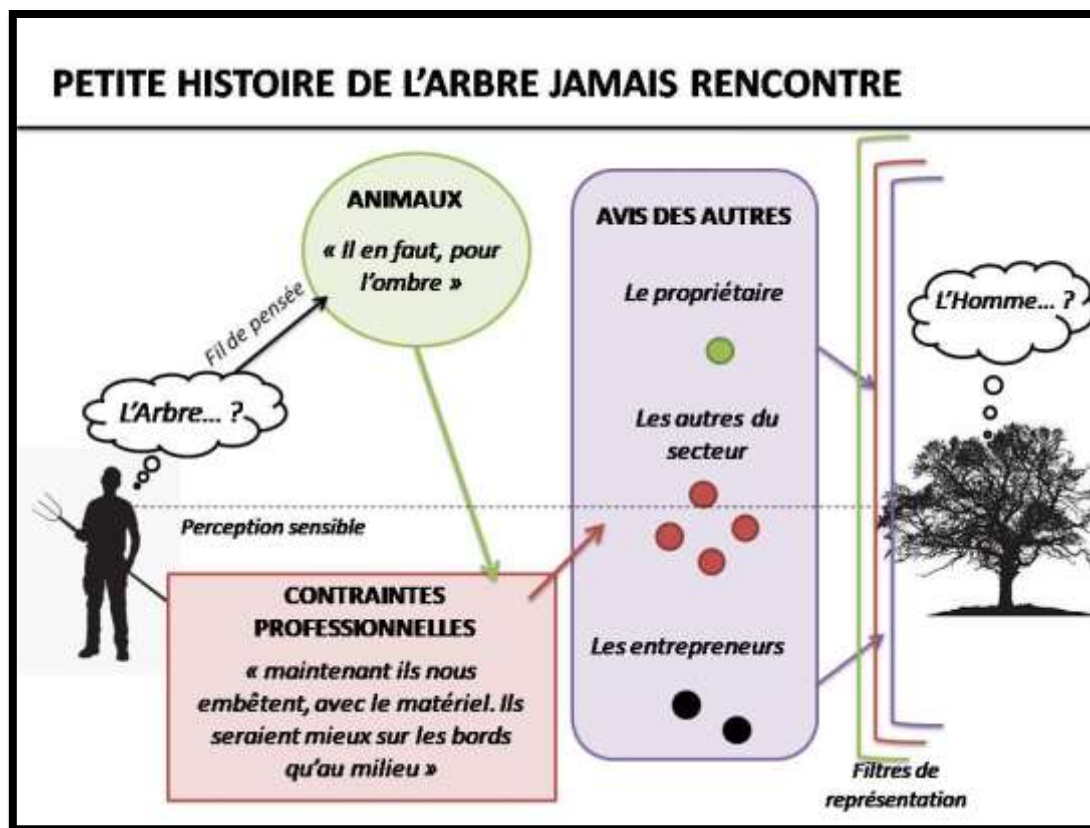 PETITE HISTOIRE DE L'ARBRE JAMAIS RENCONTRE
ANIMAUX
« Il en faut, pour
l'ombre »
Fil de pensée
L'Arbre... ?
Perception sensible
CONTRAINTES
PROFESSIONNELLES
« maintenant ils nous
embêtent, avec le matériel. Ils
seraient mieux sur les bords
qu'au milieu »
AVIS DES AUTRES
Le propriétaire
Les autres du
secteur
Les entrepreneurs
L'Homme... ?
Filtres de
représentation